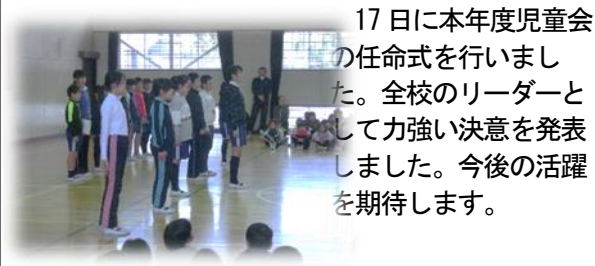 17日に本年度児童会
の任命式を行いまし
た。全校のリーダーと
して力強い決意を発表
しました。今後の活躍
を期待します。